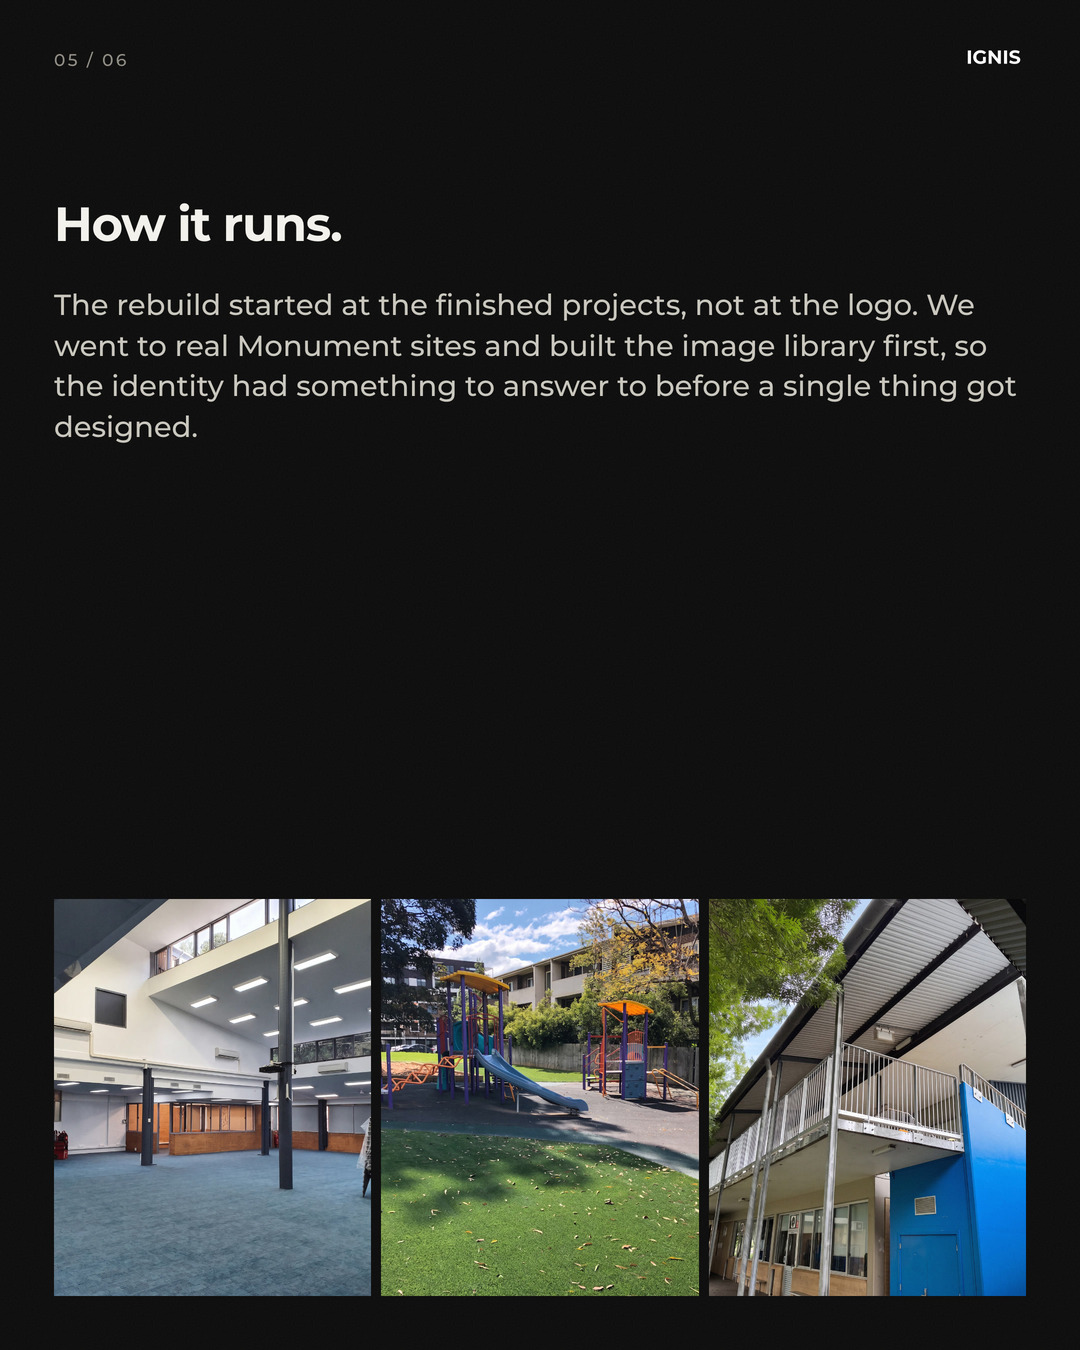 05 / 06
IGNIS
How it runs.
The rebuild started at the finished projects, not at the logo. We
went to real Monument sites and built the image library first, so
the identity had something to answer to before a single thing got
designed.